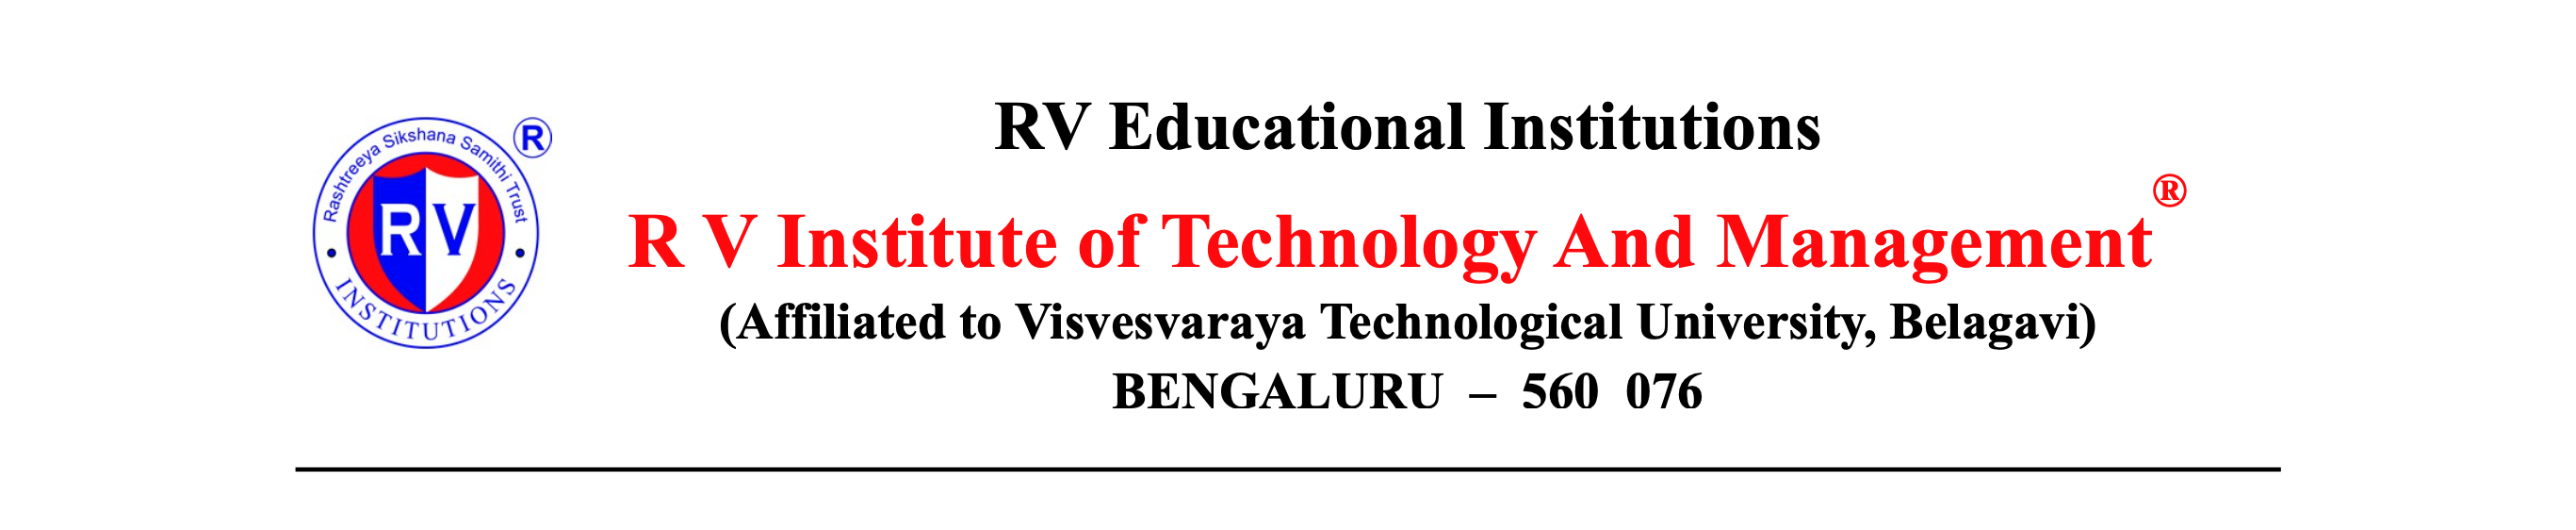 Rashtreeya Sikshana Samithi Trust
®
RV
INSTITUTIONS
RV Educational Institutions
R V Institute of Technology And Management®
(Affiliated to Visvesvaraya Technological University, Belagavi)
BENGALURU – 560 076